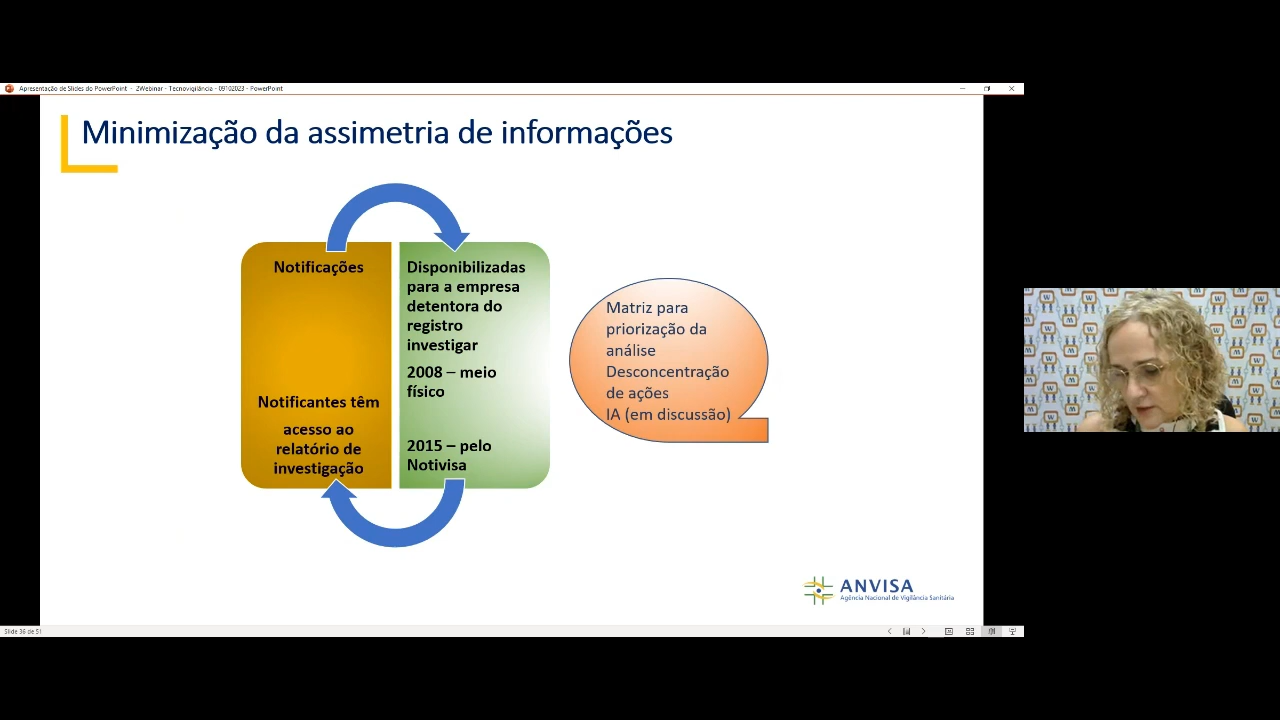 Apresentação de Slides do PowerPoint - 2Webinar - Tecnovigilância - 09102023 - PowerPoint
Minimização da assimetria de informações
Notificações
Notificantes têm
acesso ao
relatório de
investigação
Disponibilizadas
para a empresa
detentora do
registro
investigar
2008 – meio
físico
2015 – pelo
Notivisa
Matriz para
priorização da
análise
Desconcentração
de ações
IA (em discussão)
ANVISA
Agência Nacional de Vigilância Sanitária
Slide 36 de 51